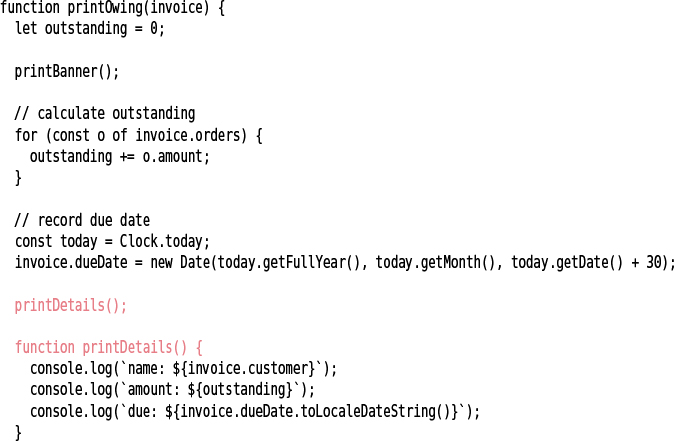 function printOwing(invoice) {
  let outstanding = 0;

  printBanner();

  // calculate outstanding
  for (const o of invoice.orders) {
    outstanding += o.amount;
  }

  // record due date
  const today = Clock.today;
  invoice.dueDate = new Date(today.getFullYear(), today.getMonth(), today.getDate() + 30);

  printDetails();

  function printDetails() {
    console.log(`name: ${invoice.customer}`);
    console.log(`amount: ${outstanding}`);
    console.log(`due: ${invoice.dueDate.toLocaleDateString()}`);
  }